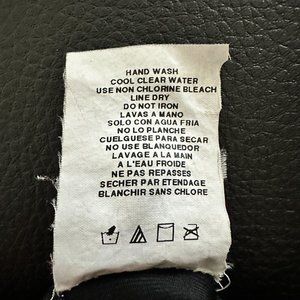 HAND WASH
COOL CLEAR WATER
USE NON CHLORINE BLEACH
LINE DRY
DO NOT IRON
LAVAS A MANO
SOLO CON AGUA FRIA
NO LO PLANCHE
CUELGUESE PARA SECAR
NO USE BLANQUEDOR
LAVAGE A LA MAIN
A L'EAU FROIDE
NE PAS REPASSES
SECHER PAR ETENDAGE
BLANCHIR SANS CHLORE